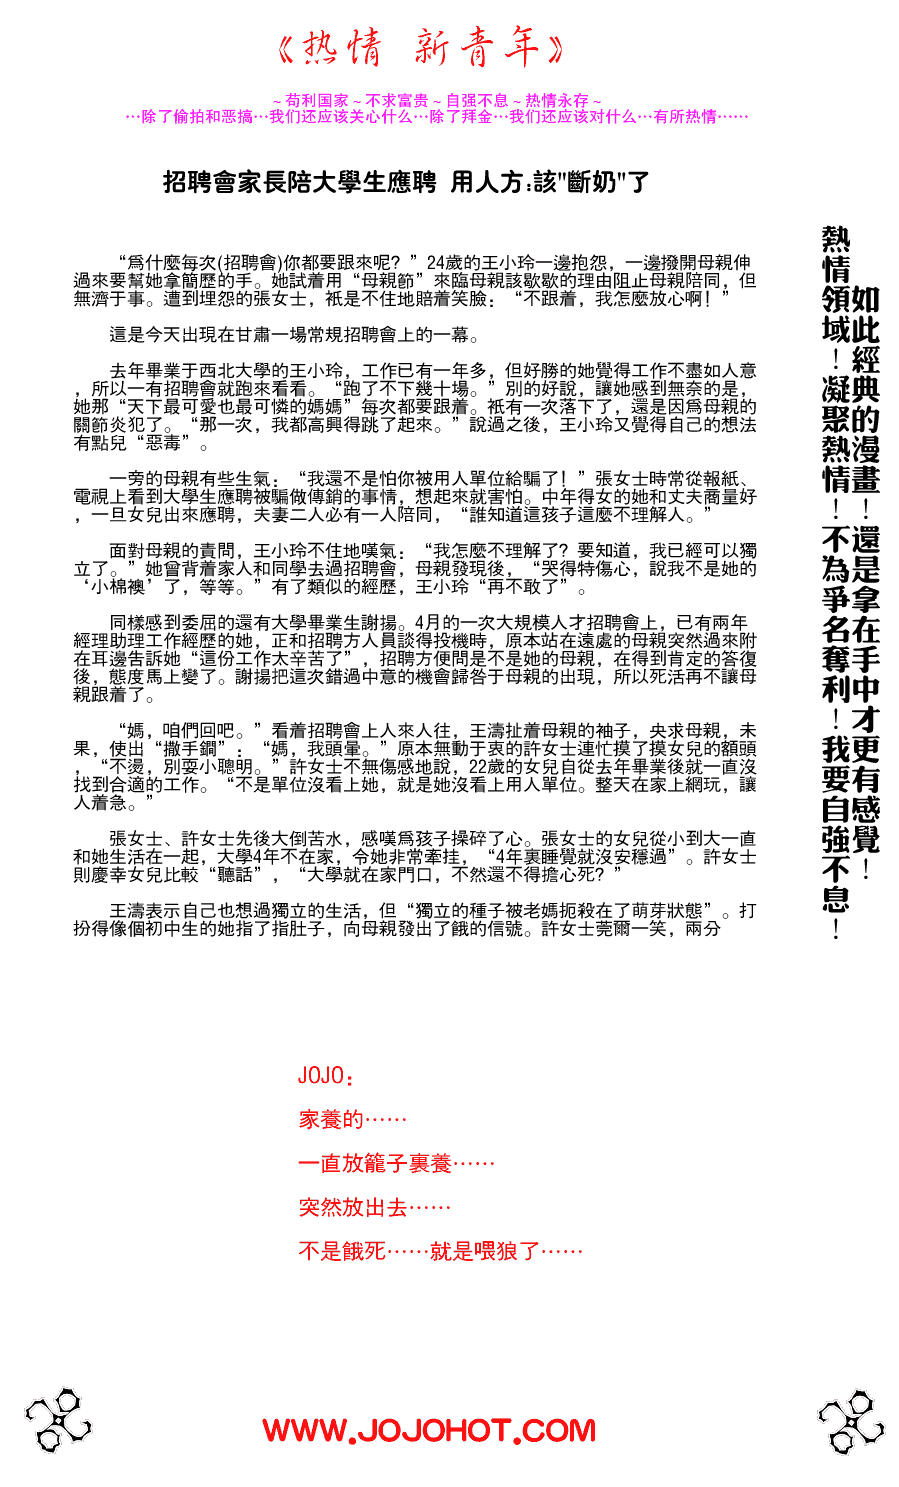 《热情 新青年》
~苟利国家~不求富贵~自强不息~热情永存~
…除了偷拍和恶搞…我们还应该关心什么…除了拜金…我们还应该对什么…有所热情……
招聘會家長陪大學生應聘 用人方:該"斷奶"了
“爲什麼每次(招聘會)你都要跟來呢？”24歲的王小玲一邊抱怨，一邊撥開母親伸
過來要幫她拿簡歷的手。她試着用“母親節”來臨母親該歇歇的理由阻止母親陪同，但
無濟于事。遭到埋怨的張女士，衹是不住地賠着笑臉：“不跟着，我怎麼放心啊！”
這是今天出現在甘肅一場常規招聘會上的一幕。
去年畢業于西北大學的王小玲，工作已有一年多，但好勝的她覺得工作不盡如人意
，所以一有招聘會就跑來看看。“跑了不下幾十場。”別的好說，讓她感到無奈的是，
她那“天下最可愛也最可憐的媽媽”每次都要跟着。衹有一次落下了，還是因爲母親的
關節炎犯了。“那一次，我都高興得跳了起來。”說過之後，王小玲又覺得自己的想法
有點兒“惡毒”。
一旁的母親有些生氣：“我還不是怕你被用人單位給騙了！”張女士時常從報紙、
電視上看到大學生應聘被騙做傳銷的事情，想起來就害怕。中年得女的她和丈夫商量好
，一旦女兒出來應聘，夫妻二人必有一人陪同，“誰知道這孩子這麼不理解人。”
面對母親的責問，王小玲不住地嘆氣：“我怎麼不理解了？要知道，我已經可以獨
立了。”她曾背着家人和同學去過招聘會，母親發現後，“哭得特傷心，說我不是她的
‘小棉襖’了，等等。”有了類似的經歷，王小玲“再不敢了”。
同樣感到委屈的還有大學畢業生謝揚。4月的一次大規模人才招聘會上，已有兩年
經理助理工作經歷的她，正和招聘方人員談得投機時，原本站在遠處的母親突然過來附
在耳邊告訴她“這份工作太辛苦了”，招聘方便問是不是她的母親，在得到肯定的答復
後，態度馬上變了。謝揚把這次錯過中意的機會歸咎于母親的出現，所以死活再不讓母
親跟着了。
“媽，咱們回吧。”看着招聘會上人來人往，王濤扯着母親的袖子，央求母親，未
果，使出“撒手鐧”：“媽，我頭暈。”原本無動于衷的許女士連忙摸了摸女兒的額頭
，“不燙，別耍小聰明。”許女士不無傷感地說，22歲的女兒自從去年畢業後就一直沒
找到合適的工作。“不是單位沒看上她，就是她沒看上用人單位。整天在家上網玩，讓
人着急。”
張女士、許女士先後大倒苦水，感嘆爲孩子操碎了心。張女士的女兒從小到大一直
和她生活在一起，大學4年不在家，令她非常牽挂，“4年裏睡覺就沒安穩過”。許女士
則慶幸女兒比較“聽話”，“大學就在家門口，不然還不得擔心死？”
王濤表示自己也想過獨立的生活，但“獨立的種子被老媽扼殺在了萌芽狀態”。打
扮得像個初中生的她指了指肚子，向母親發出了餓的信號。許女士莞爾一笑，兩分
如此經典的漫畫！還是拿在手中才更有感覺！
熱情領域！凝聚熱情！不為爭名奪利！我要自強不息！
JOJO：
家養的……
一直放籠子裏養……
突然放出去……
不是餓死……就是喂狼了……
WWW.JOJOHOT.COM